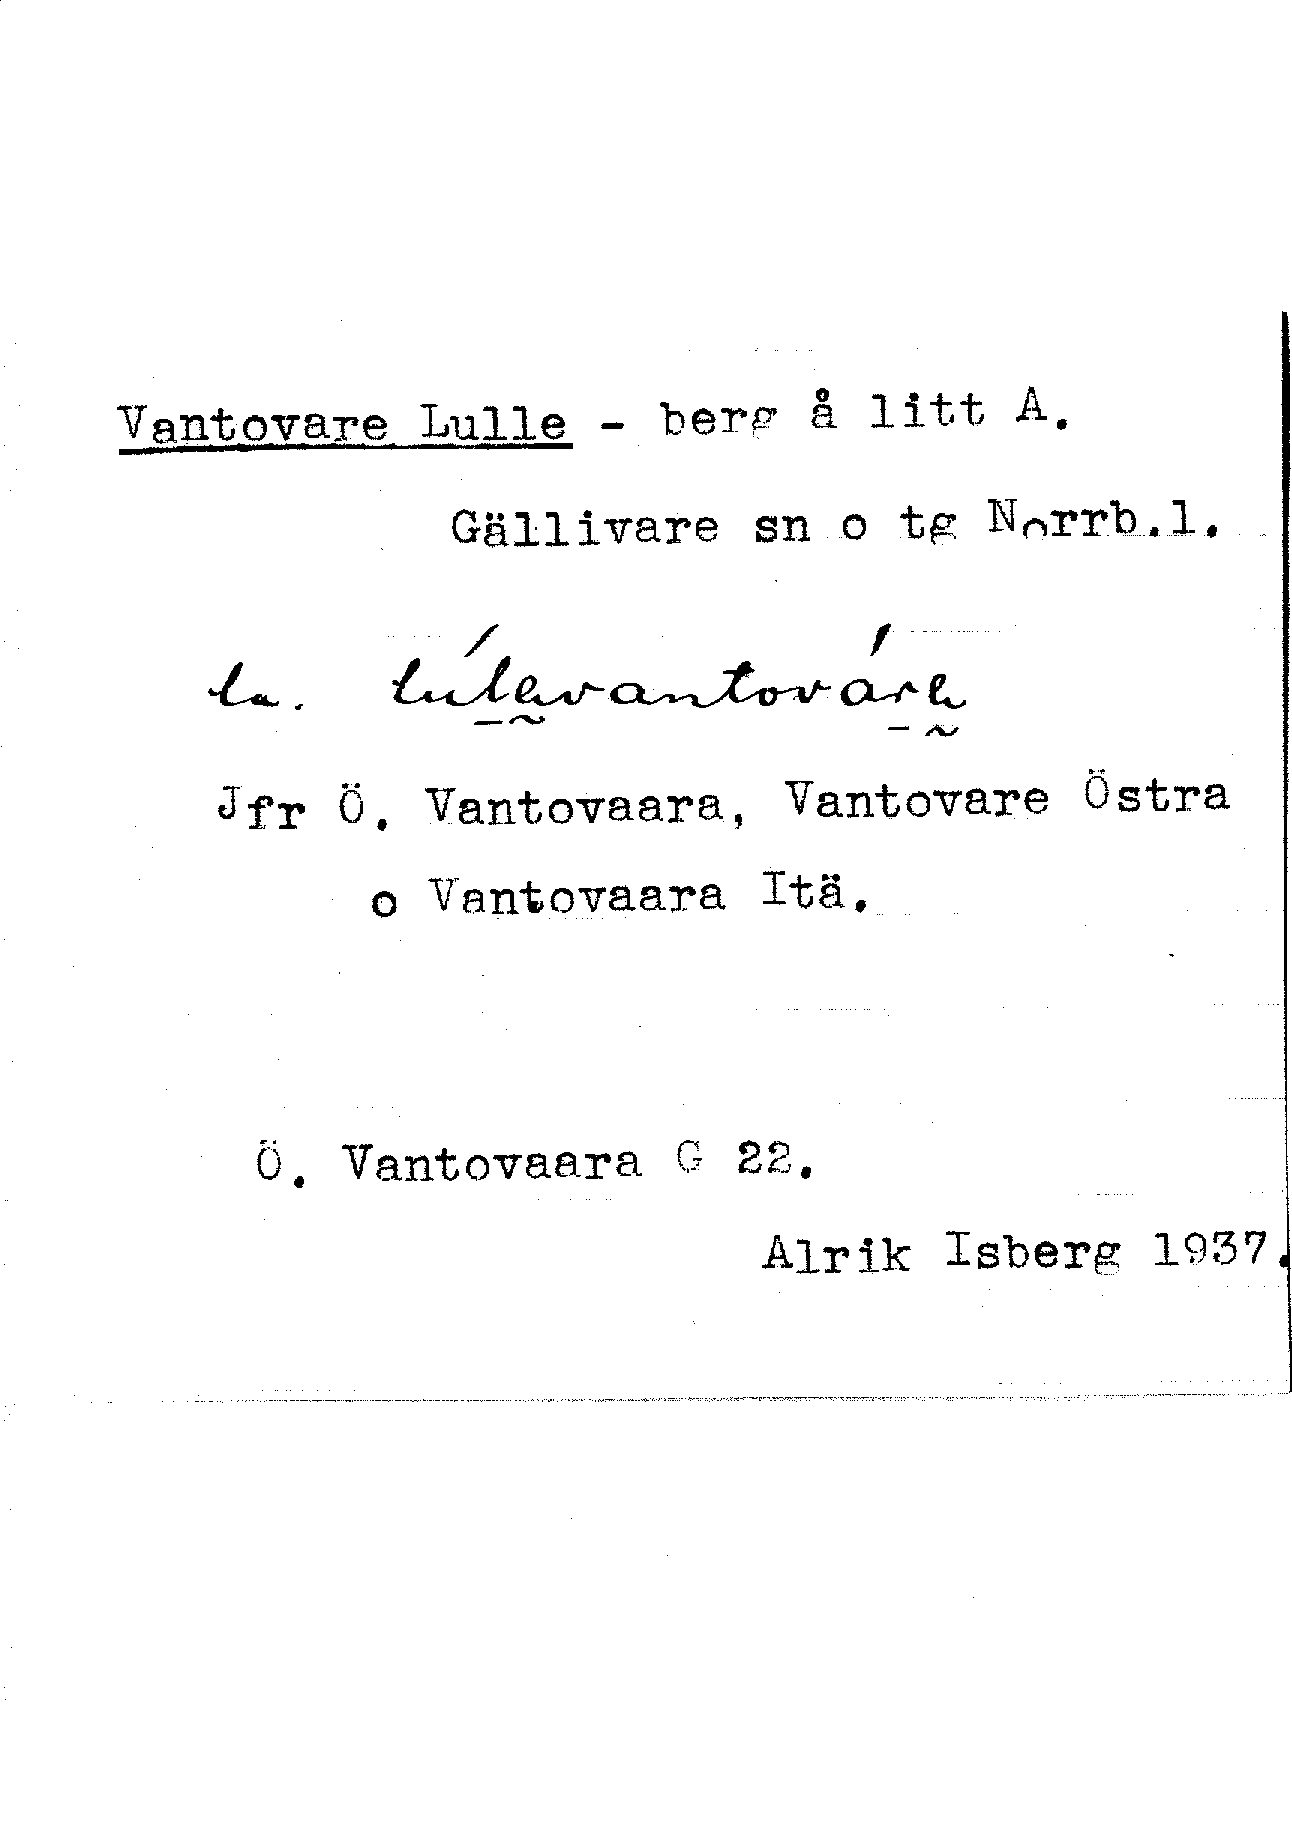 Vantovare Lulle - berg å litt A.
Gällivare sn o tg Norrb.l.
la. lúlevantováre
Jfr Ö. Vantovaara, Vantovare Östra
o Vantovaara Itä.
Ö. Vantovaara G 22.
Alrik Isberg 1937.